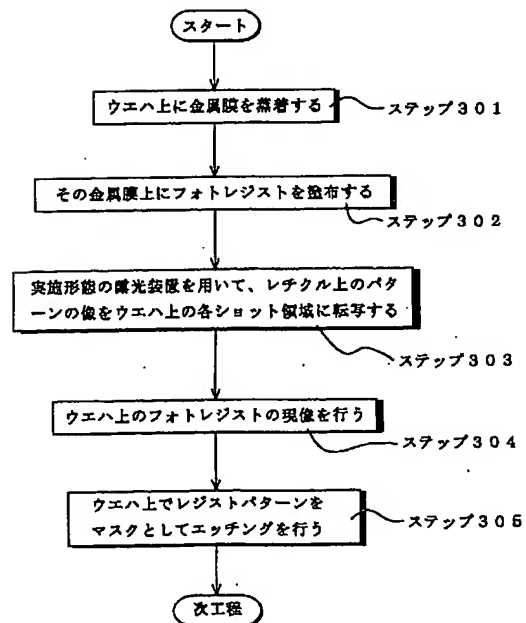 スタート
ウエハ上に金属膜を蒸着する
ステップ301
その金属膜上にフォトレジストを塗布する
ステップ302
実施形態の露光装置を用いて、レチクル上のパタ
ーンの像をウエハ上の各ショット領域に転写する
ステップ303
ウエハ上のフォトレジストの現像を行う
ステップ304
ウエハ上でレジストパターンを
マスクとしてエッチングを行う
ステップ305
次工程